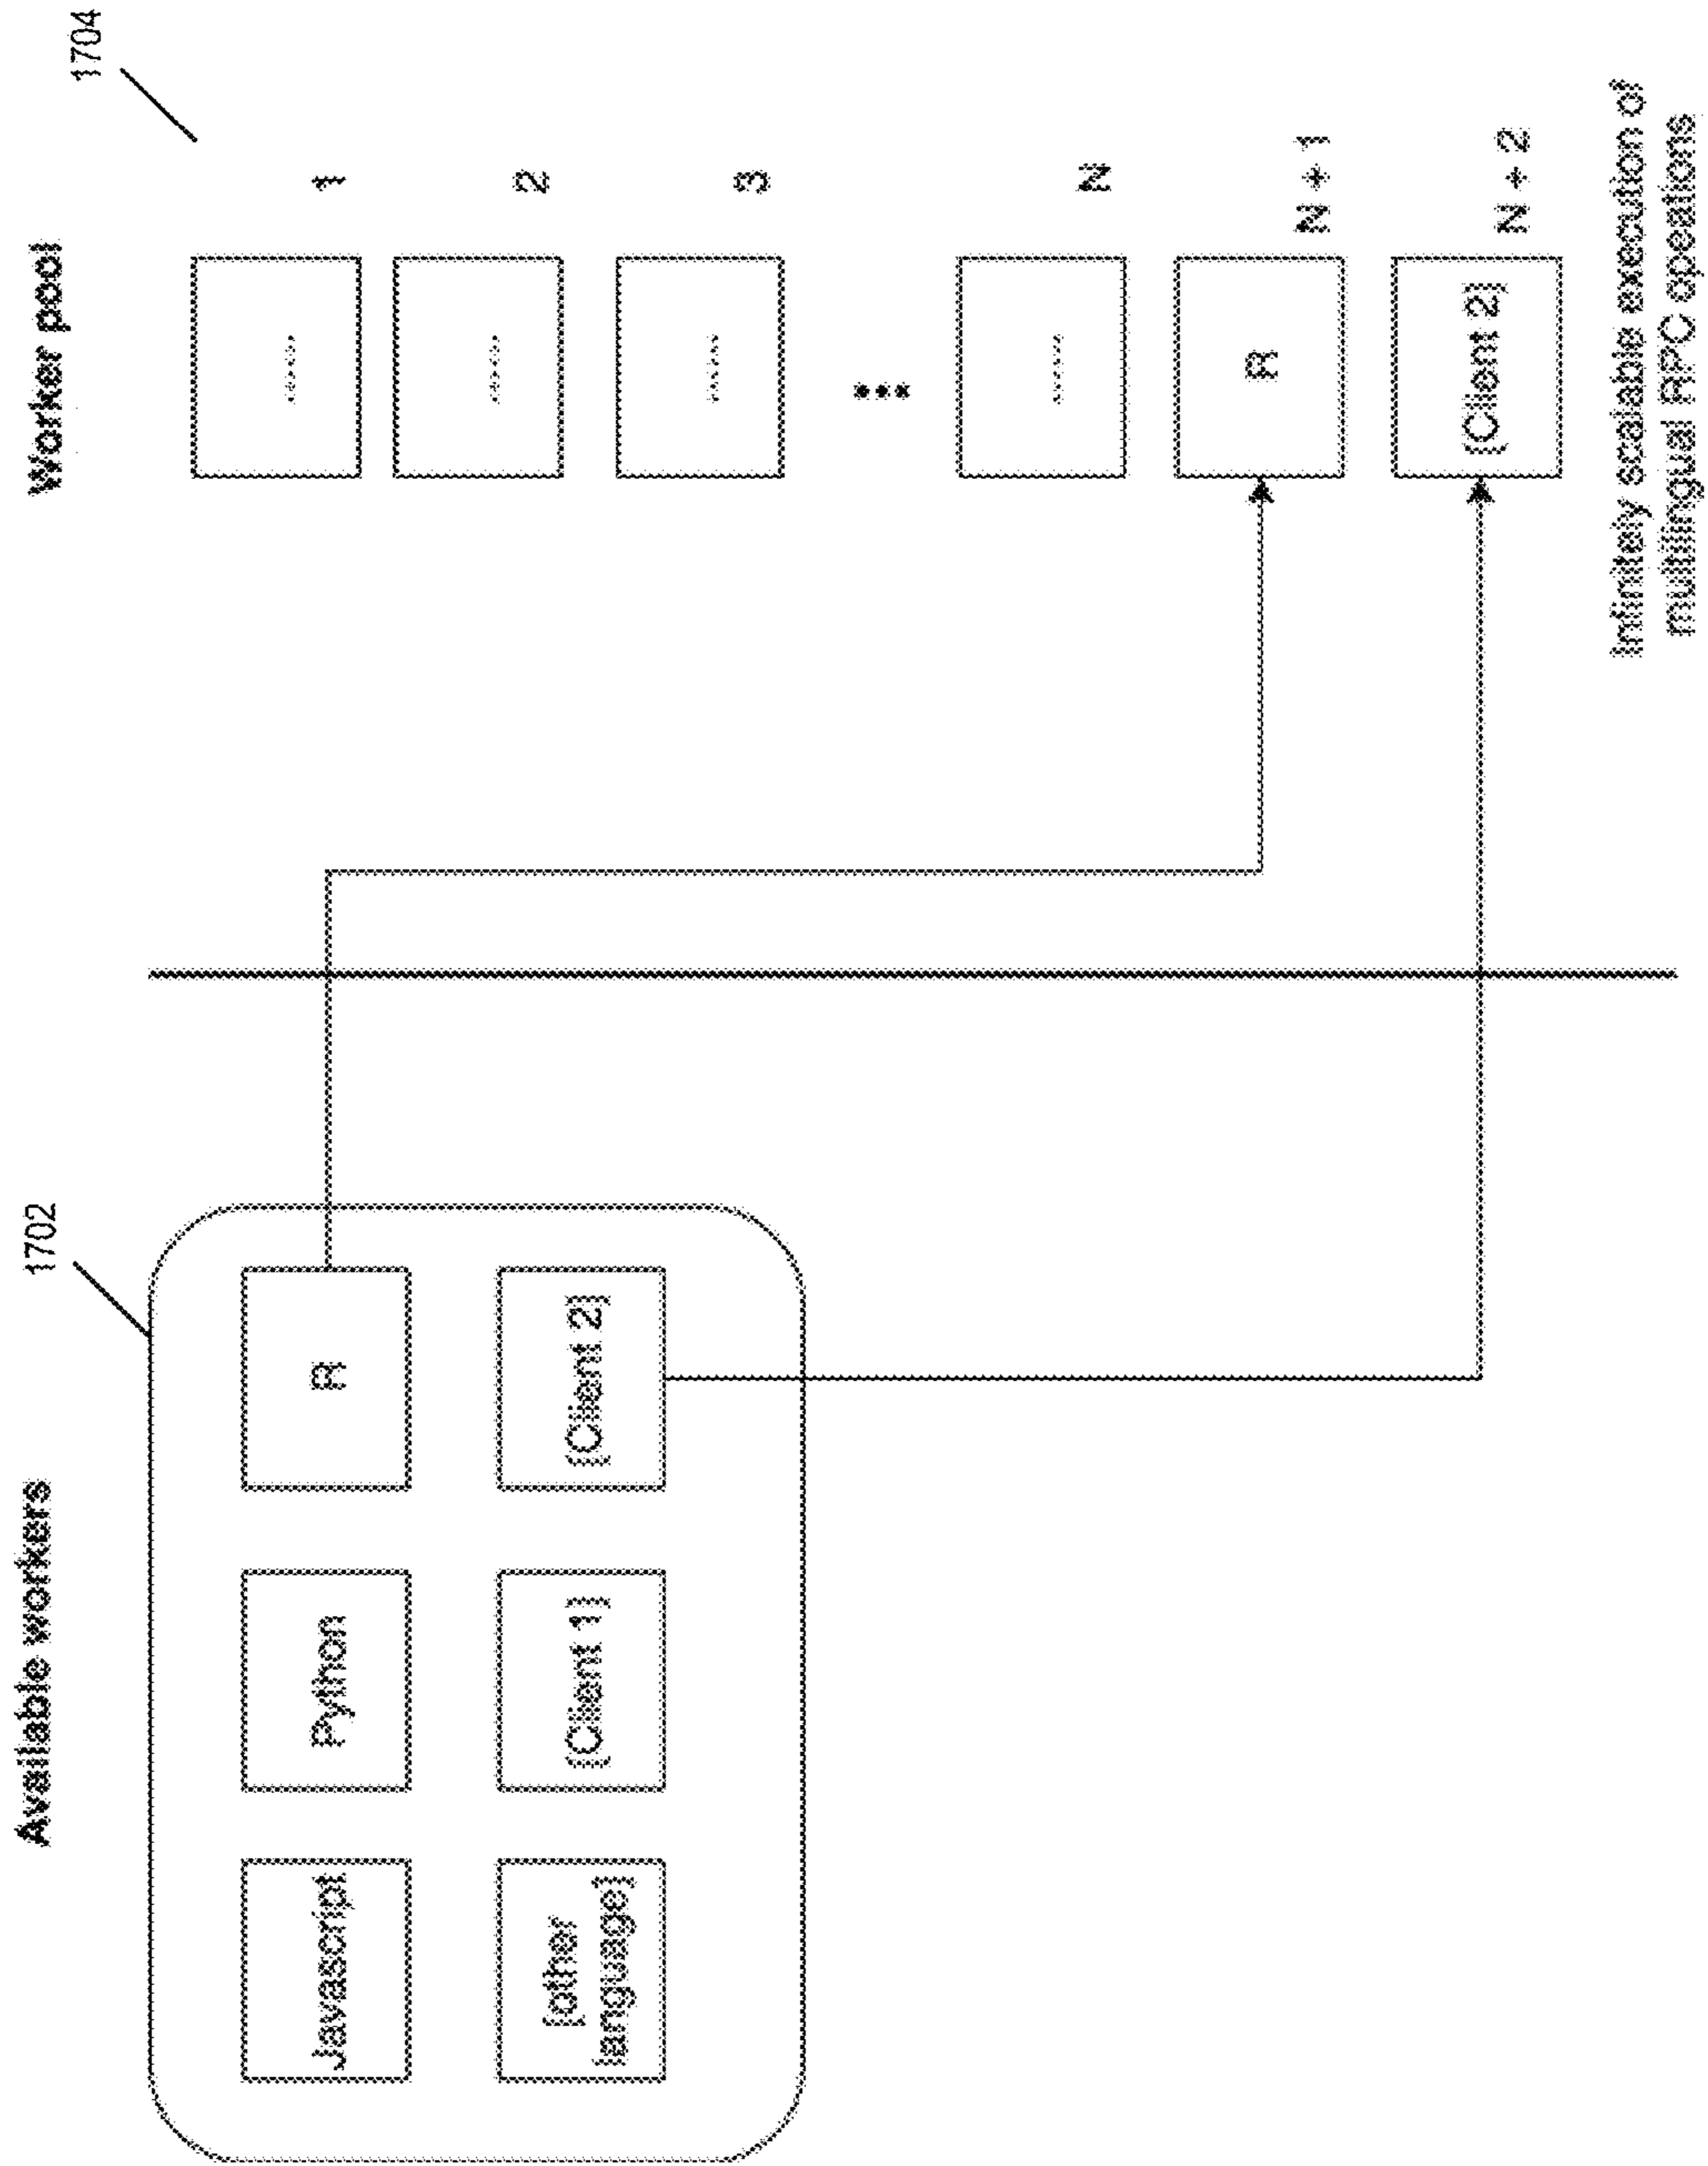 Available workers
1702
Javascript
Python
R
[other
language]
[Client 1]
[Client 2]
Worker pool
1704
1
2
3
...
N
R
N + 1
[Client 2]
N + 2
Infinitely scalable execution of
multilingual RPC opeations